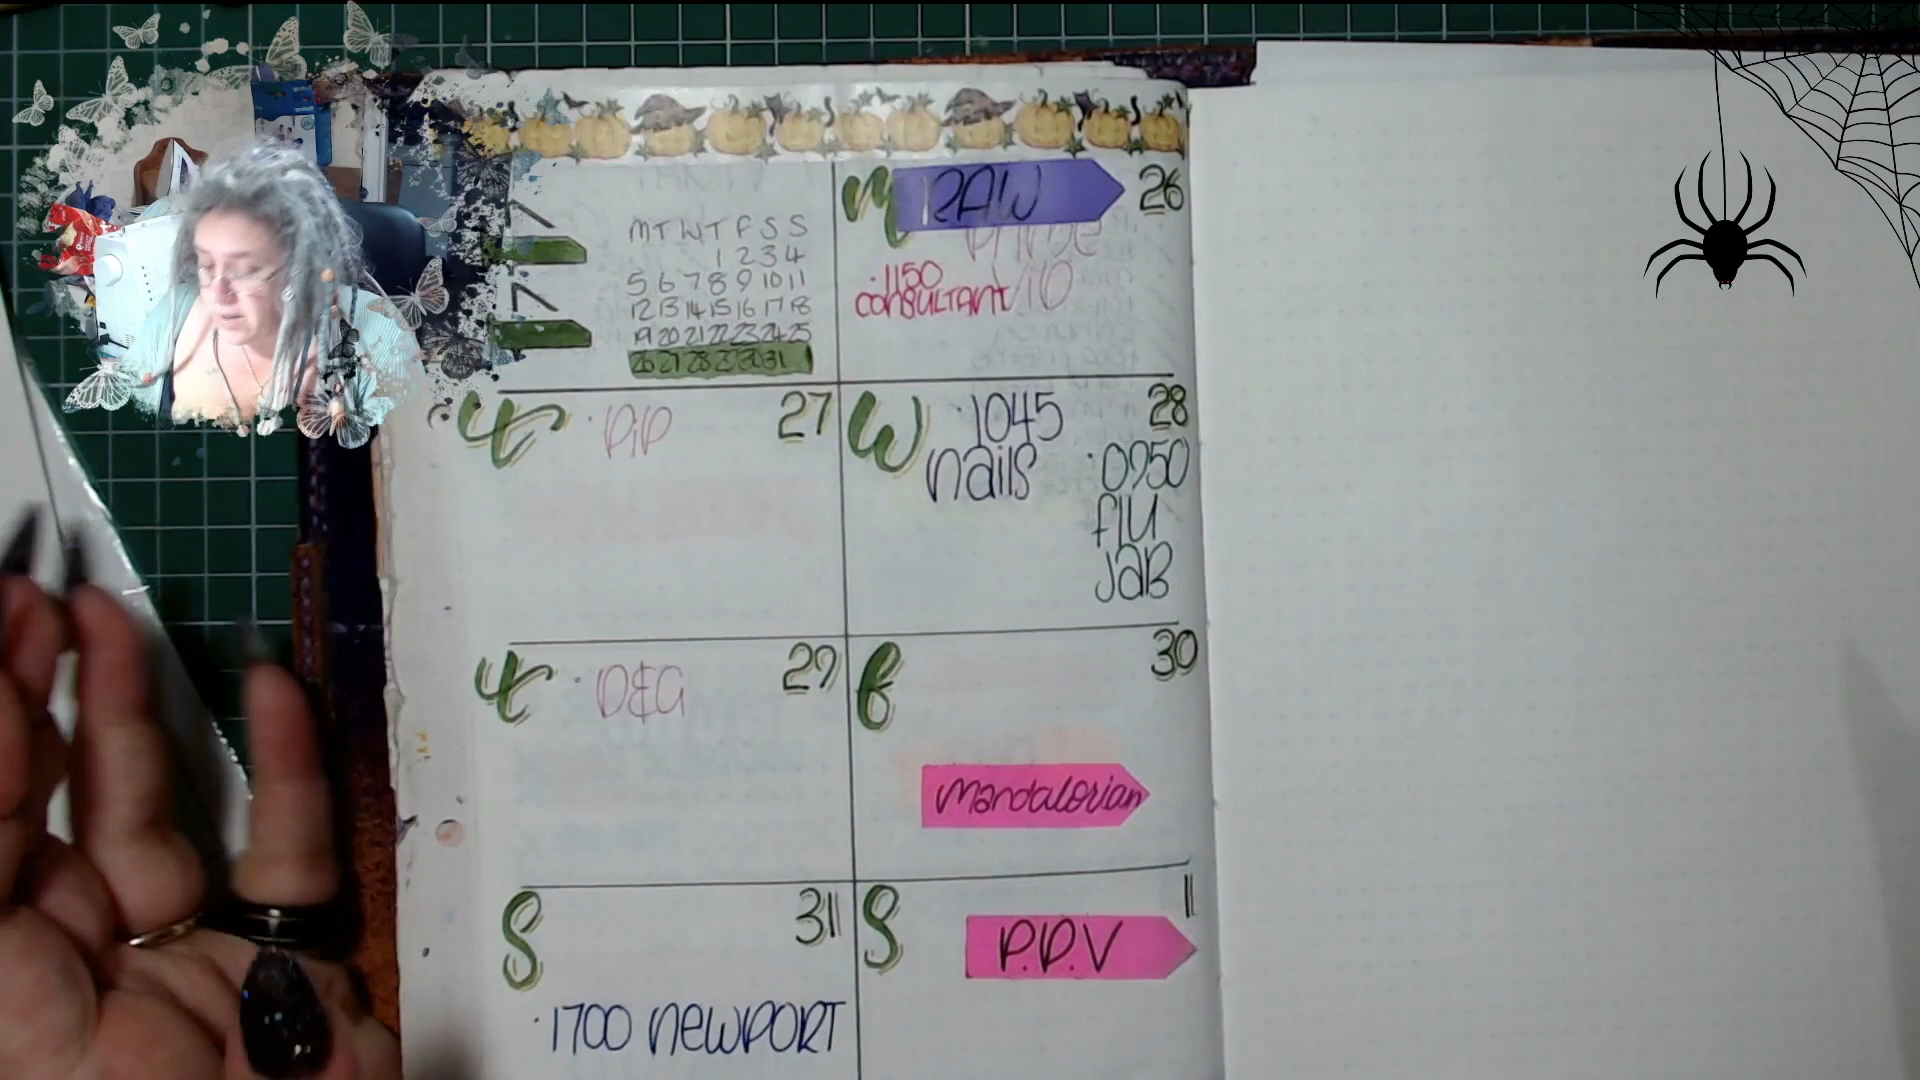 M T W T F S S
1 2 3 4
5 6 7 8 9 10 11
12 13 14 15 16 17 18
19 20 21 22 23 24 25
26 27 28 29 30 31
M RAW 26
·1150
CONSULTANT
t · PiP 27
W ·1045 28
nails
·0950
flu
JAB
t · D&G 29
f 30
Mandalorian
S 31
·1700 NEWPORT
S 1
P.P.V